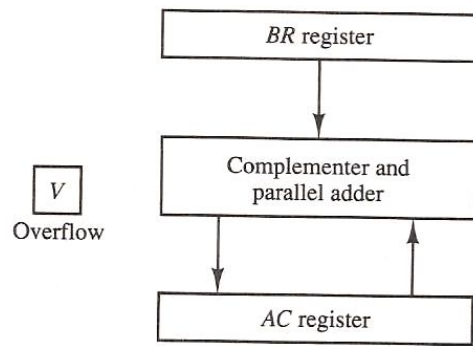 BR register
Complementer and
parallel adder
V
Overflow
AC register